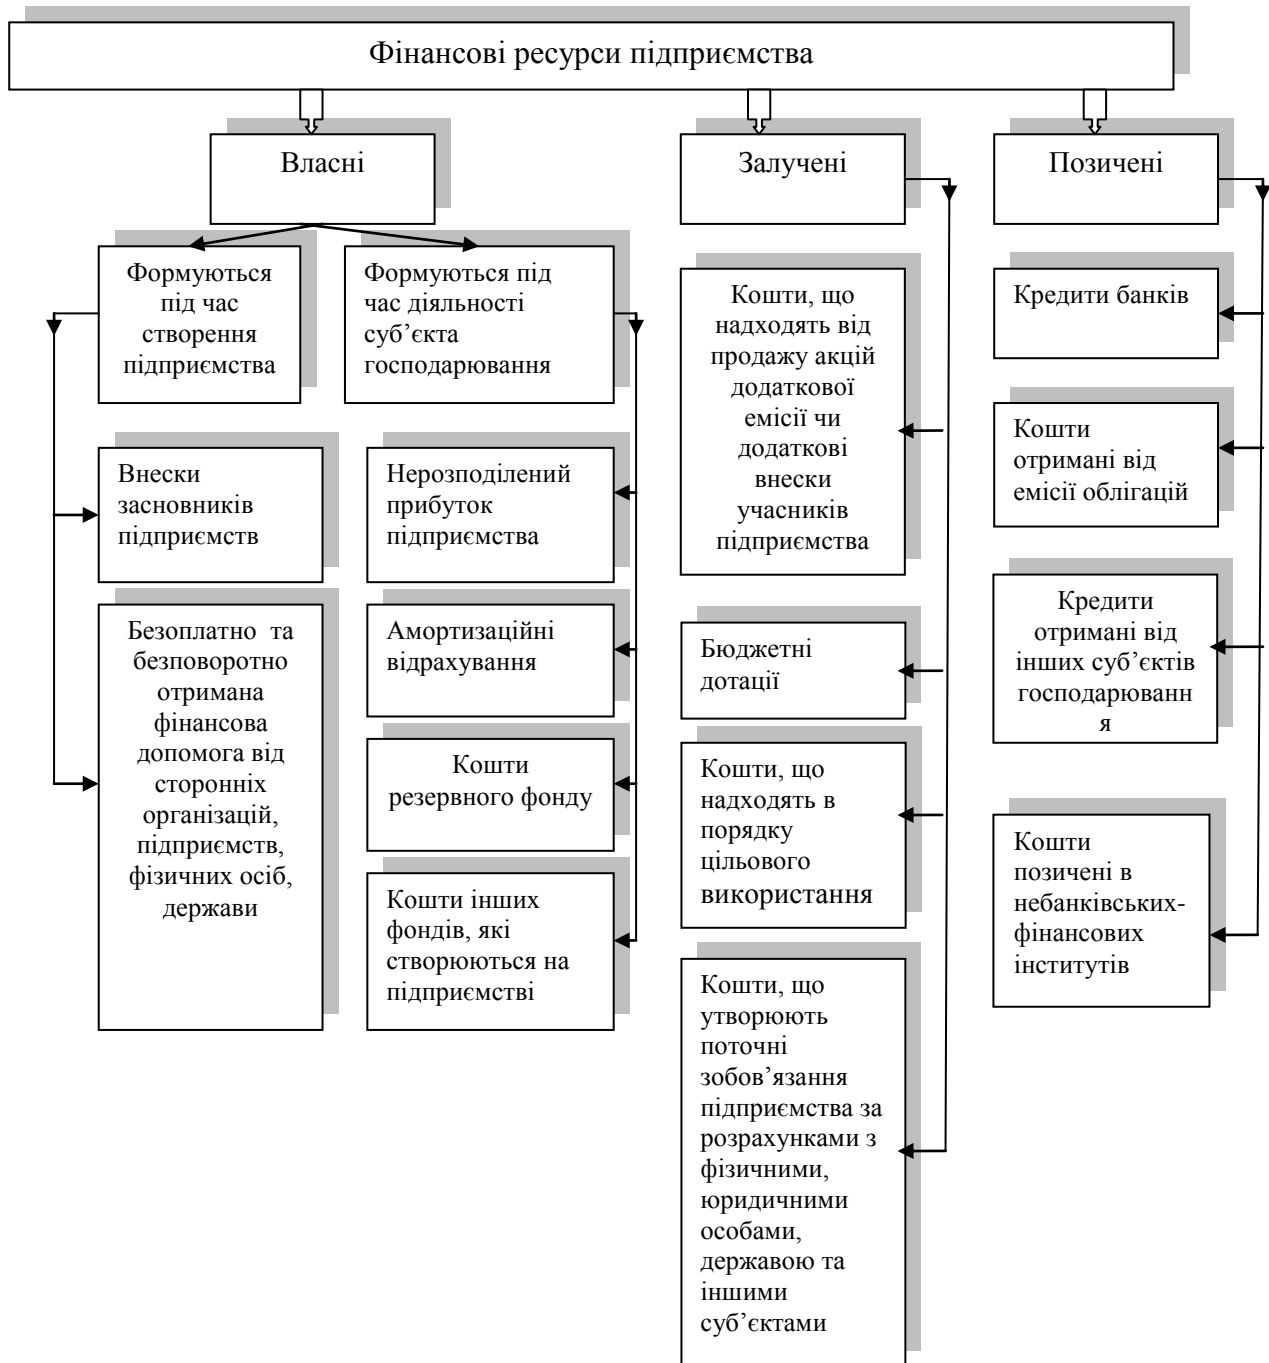 Фінансові ресурси підприємства
Власні
Залучені
Позичені
Формуються
під час
створення
підприємства
Формуються під
час діяльності
суб’єкта
господарювання
Внески
засновників
підприємств
Безоплатно та
безповоротно
отримана
фінансова
допомога від
сторонніх
організацій,
підприємств,
фізичних осіб,
держави
Нерозподілений
прибуток
підприємства
Амортизаційні
відрахування
Кошти
резервного фонду
Кошти інших
фондів, які
створюються на
підприємстві
Кошти, що
надходять від
продажу акцій
додаткової
емісії чи
додаткові
внески
учасників
підприємства
Бюджетні
дотації
Кошти, що
надходять в
порядку
цільового
використання
Кошти, що
утворюють
поточні
зобов’язання
підприємства за
розрахунками з
фізичними,
юридичними
особами,
державою та
іншими
суб’єктами
Кредити банків
Кошти
отримані від
емісії облігацій
Кредити
отримані від
інших суб’єктів
господарюванн
я
Кошти
позичені в
небанківських-
фінансових
інститутів